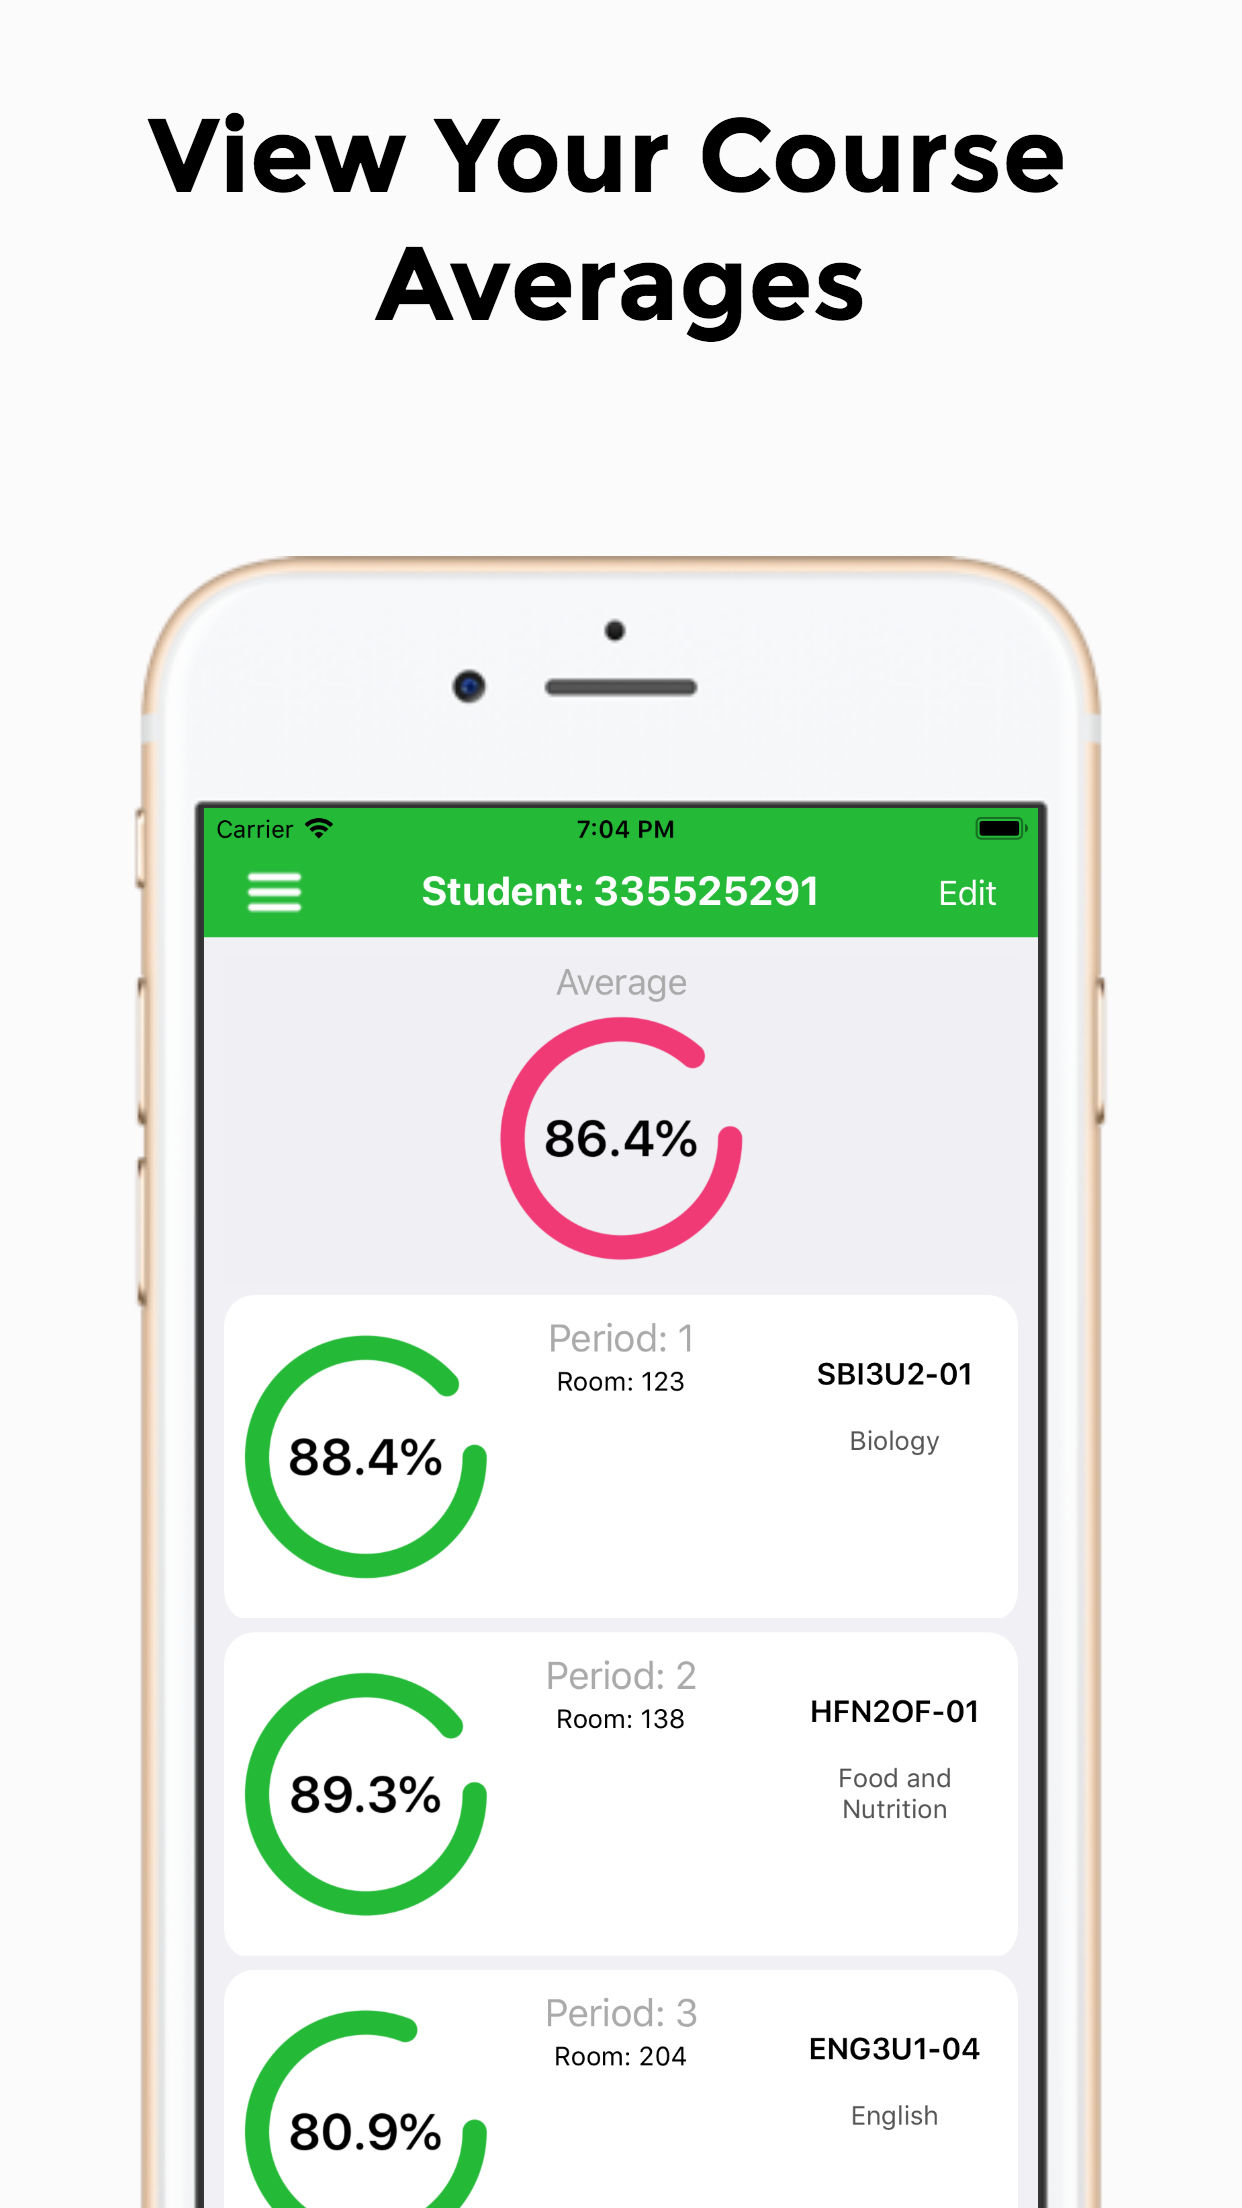 View Your Course
Averages
Carrier
7:04 PM
Student: 335525291
Edit
Average
86.4%
Period: 1
Room: 123
SBI3U2-01
88.4%
Biology
Period: 2
Room: 138
HFN2OF-01
89.3%
Food and
Nutrition
Period: 3
Room: 204
ENG3U1-04
80.9%
English